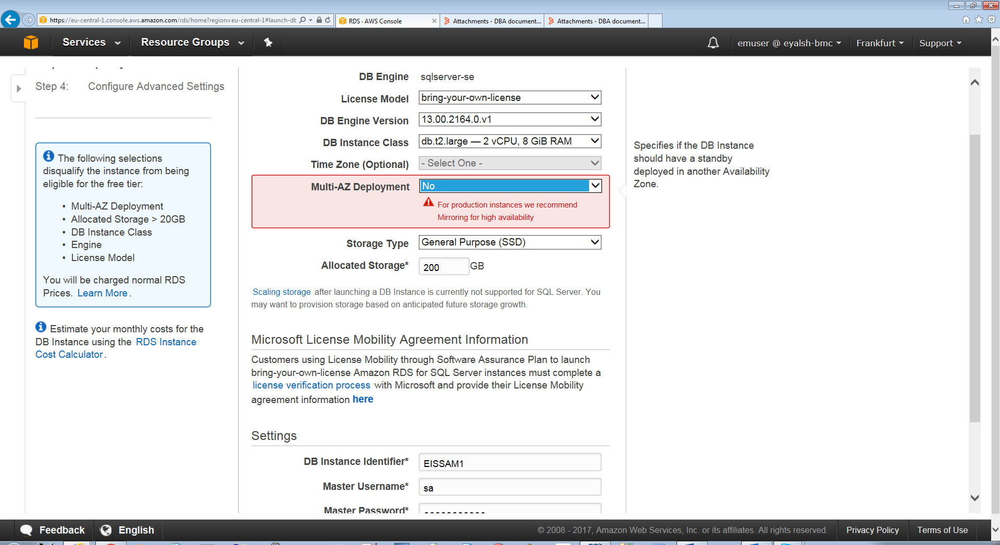 https://eu-central-1.console.aws.amazon.com/rds/home?region=eu-central-1#launch-db
RDS · AWS Console
Attachments - DBA document...
Attachments - DBA document...
Services
Resource Groups
emuser @ eyalsh-bmc
Frankfurt
Support
Step 4: Configure Advanced Settings
The following selections
disqualify the instance from being
eligible for the free tier:
• Multi-AZ Deployment
• Allocated Storage > 20GB
• DB Instance Class
• Engine
• License Model
You will be charged normal RDS
Prices. Learn More.
Estimate your monthly costs for the
DB Instance using the RDS Instance
Cost Calculator.
DB Engine sqlserver-se
License Model bring-your-own-license
DB Engine Version 13.00.2164.0.v1
DB Instance Class db.t2.large — 2 vCPU, 8 GiB RAM
Time Zone (Optional) - Select One -
Multi-AZ Deployment No
For production instances we recommend
Mirroring for high availability
Storage Type General Purpose (SSD)
Allocated Storage* 200 GB
Scaling storage after launching a DB Instance is currently not supported for SQL Server. You
may want to provision storage based on anticipated future storage growth.
Microsoft License Mobility Agreement Information
Customers using License Mobility through Software Assurance Plan to launch
bring-your-own-license Amazon RDS for SQL Server instances must complete a
license verification process with Microsoft and provide their License Mobility
agreement information here
Settings
DB Instance Identifier* EISSAM1
Master Username* sa
Master Password*
Specifies if the DB Instance
should have a standby
deployed in another Availability
Zone.
Feedback
English
© 2008 - 2017, Amazon Web Services, Inc. or its affiliates. All rights reserved.
Privacy Policy
Terms of Use